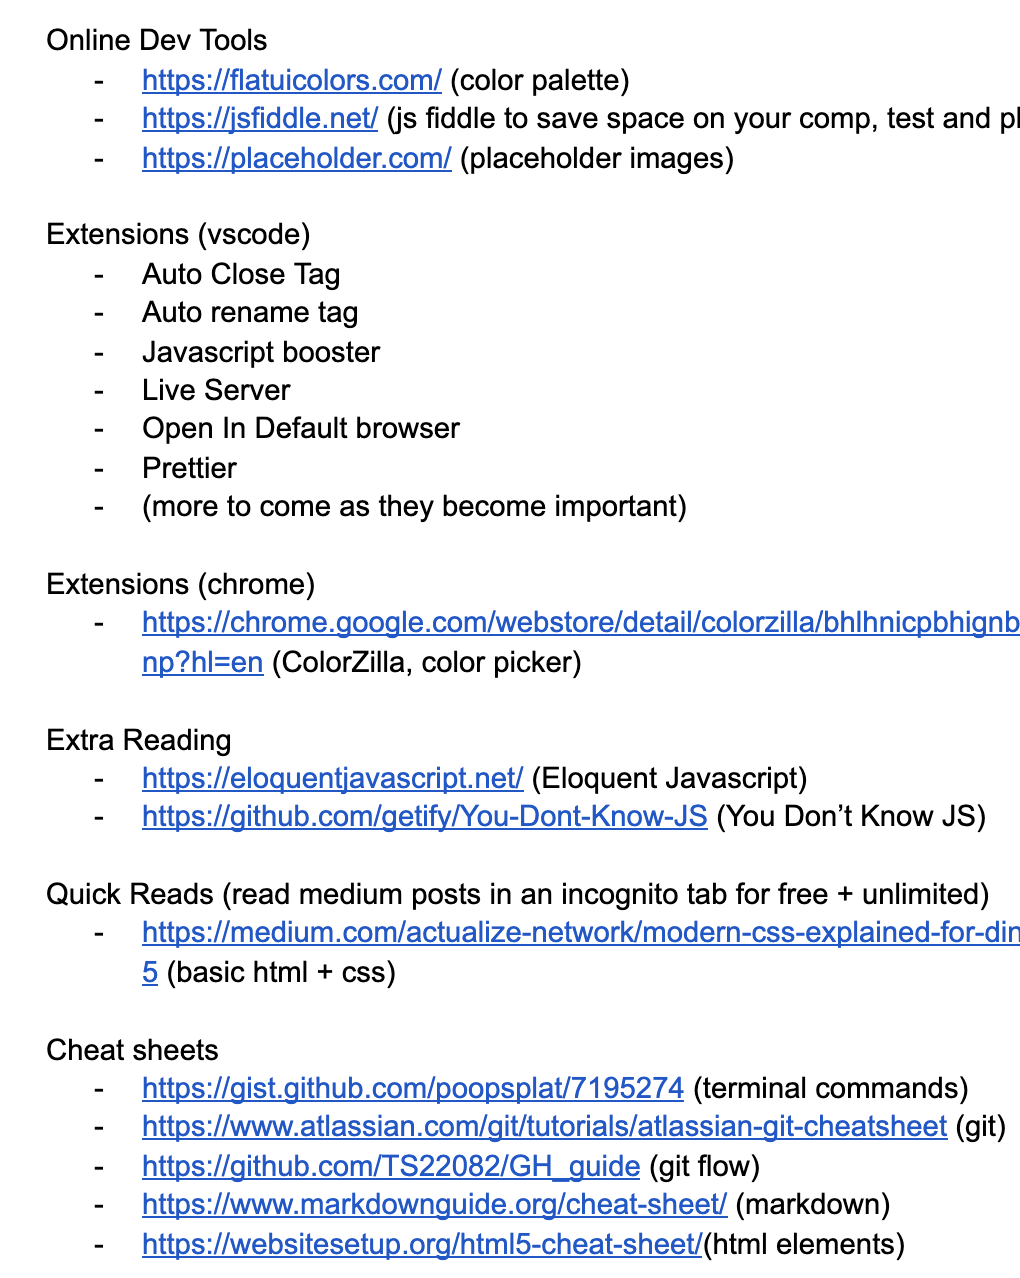 Online Dev Tools
- https://flatuicolors.com/ (color palette)
- https://jsfiddle.net/ (js fiddle to save space on your comp, test and
- https://placeholder.com/ (placeholder images)
Extensions (vscode)
- Auto Close Tag
- Auto rename tag
- Javascript booster
- Live Server
- Open In Default browser
- Prettier
- (more to come as they become important)
Extensions (chrome)
- https://chrome.google.com/webstore/detail/colorzilla/bhlhnicpbhignb
np?hl=en (ColorZilla, color picker)
Extra Reading
- https://eloquentjavascript.net/ (Eloquent Javascript)
- https://github.com/getify/You-Dont-Know-JS (You Don’t Know JS)
Quick Reads (read medium posts in an incognito tab for free + unlimited)
- https://medium.com/actualize-network/modern-css-explained-for-din
5 (basic html + css)
Cheat sheets
- https://gist.github.com/poopsplat/7195274 (terminal commands)
- https://www.atlassian.com/git/tutorials/atlassian-git-cheatsheet (git)
- https://github.com/TS22082/GH_guide (git flow)
- https://www.markdownguide.org/cheat-sheet/ (markdown)
- https://websitesetup.org/html5-cheat-sheet/(html elements)